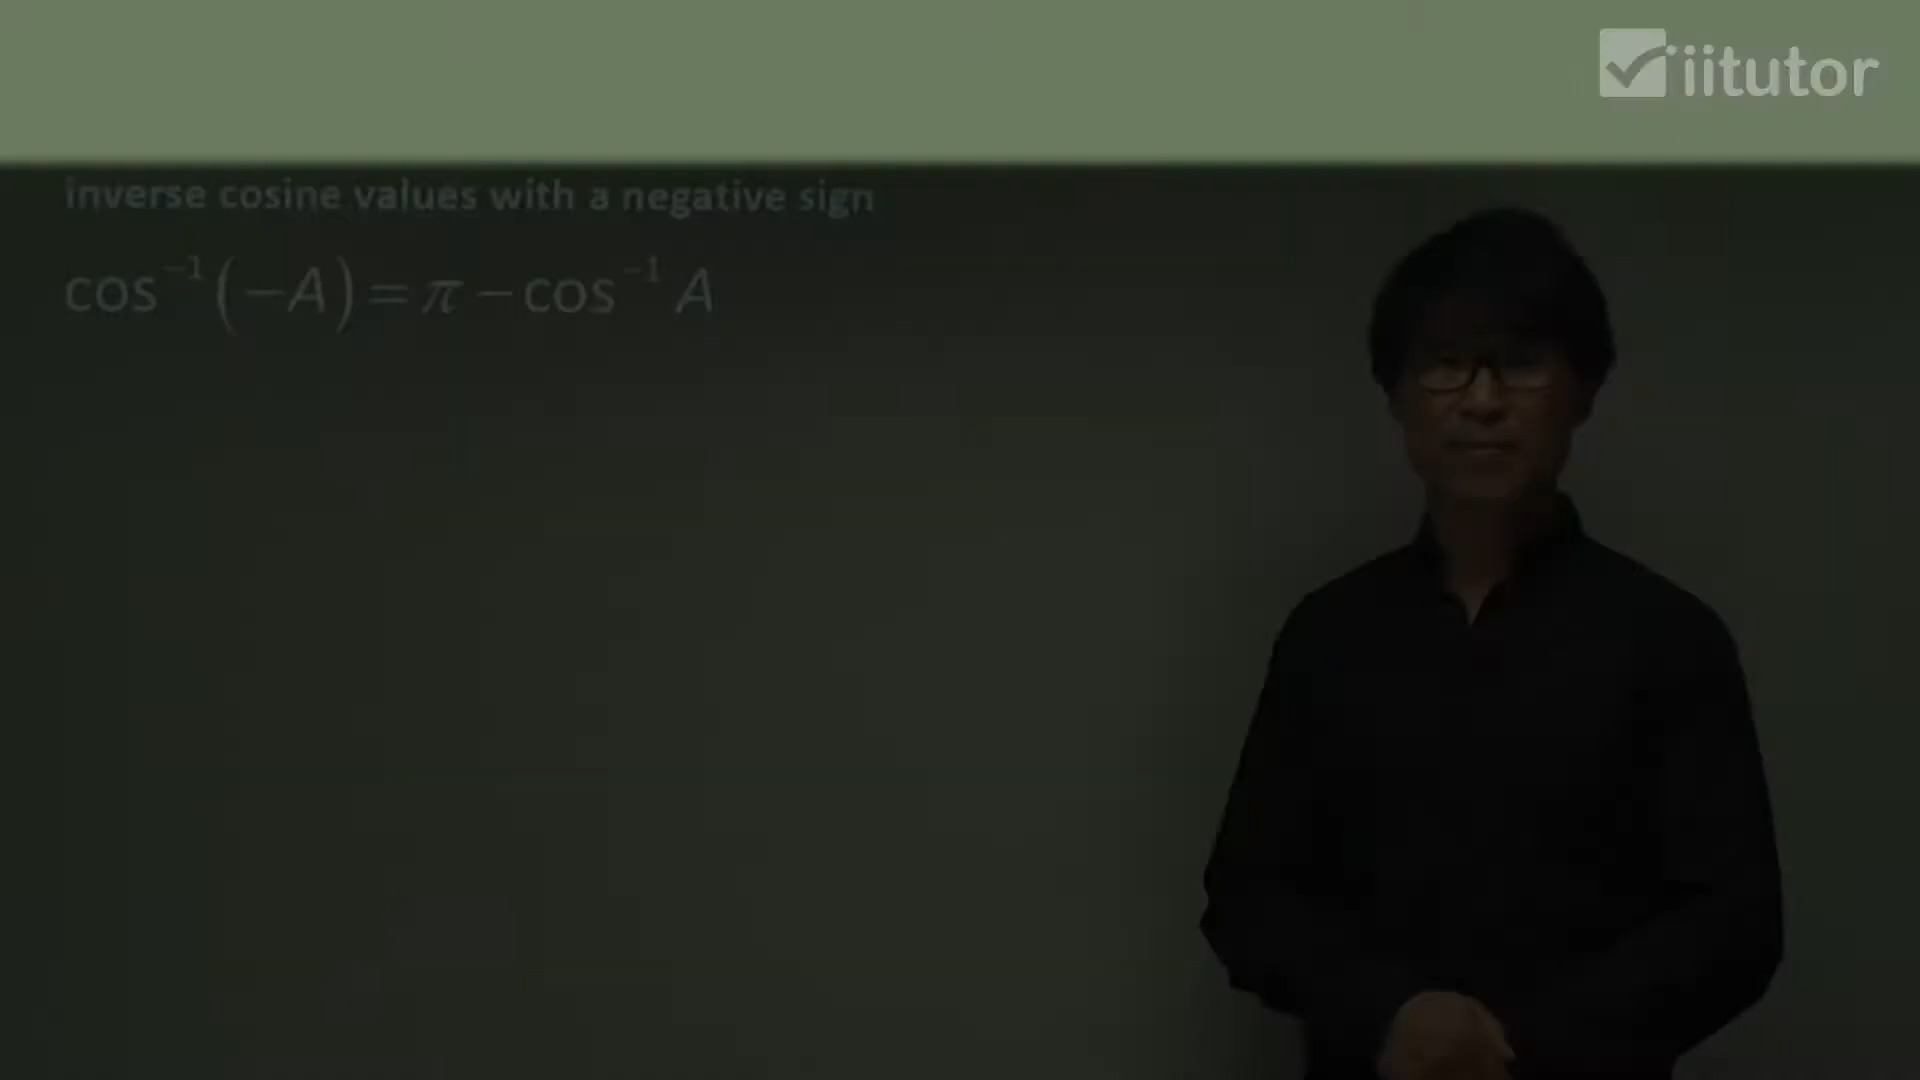 iitutor
inverse cosine values with a negative sign
cos⁻¹(−A)=π−cos⁻¹ A